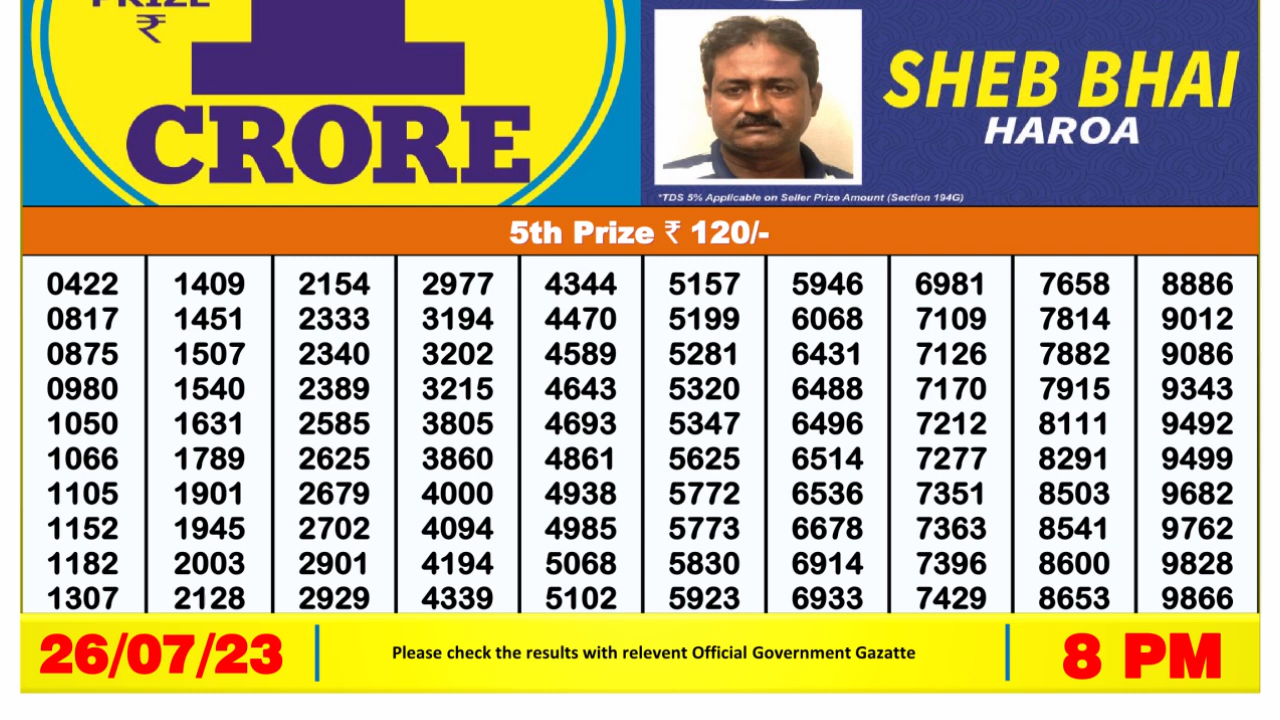 PRIZE
₹
1
CRORE
SHEB BHAI
HAROA
*TDS 5% Applicable on Seller Prize Amount (Section 194G)
5th Prize ₹ 120/-
0422 1409 2154 2977 4344 5157 5946 6981 7658 8886
0817 1451 2333 3194 4470 5199 6068 7109 7814 9012
0875 1507 2340 3202 4589 5281 6431 7126 7882 9086
0980 1540 2389 3215 4643 5320 6488 7170 7915 9343
1050 1631 2585 3805 4693 5347 6496 7212 8111 9492
1066 1789 2625 3860 4861 5625 6514 7277 8291 9499
1105 1901 2679 4000 4938 5772 6536 7351 8503 9682
1152 1945 2702 4094 4985 5773 6678 7363 8541 9762
1182 2003 2901 4194 5068 5830 6914 7396 8600 9828
1307 2128 2929 4339 5102 5923 6933 7429 8653 9866
26/07/23 Please check the results with relevent Official Government Gazatte 8 PM